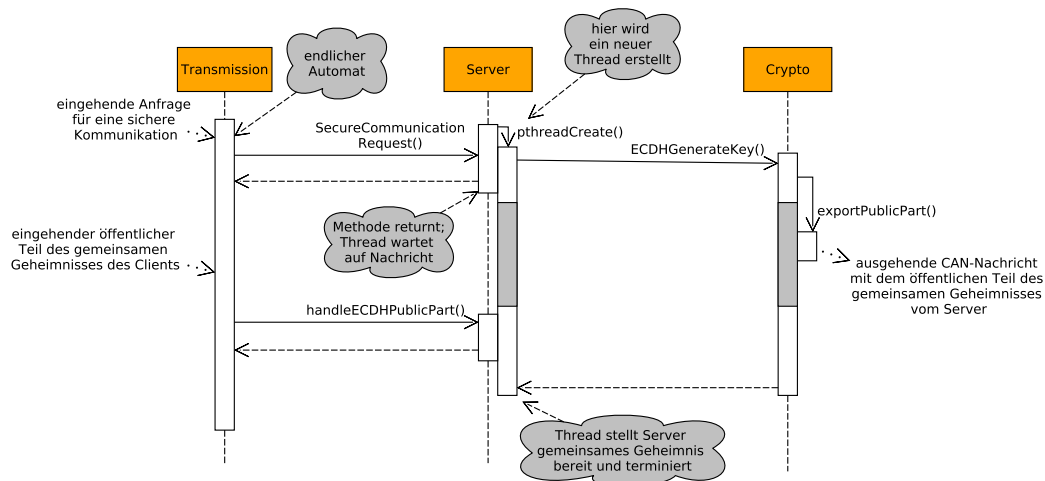 hier wird
ein neuer
Thread erstellt
endlicher
Automat
Transmission
Server
Crypto
eingehende Anfrage
für eine sichere
Kommunikation
SecureCommunication
Request()
pthreadCreate()
ECDHGenerateKey()
exportPublicPart()
Methode returnt;
Thread wartet
auf Nachricht
eingehender öffentlicher
Teil des gemeinsamen
Geheimnisses des Clients
ausgehende CAN-Nachricht
mit dem öffentlichen Teil des
gemeinsamen Geheimnisses
vom Server
handleECDHPublicPart()
Thread stellt Server
gemeinsames Geheimnis
bereit und terminiert